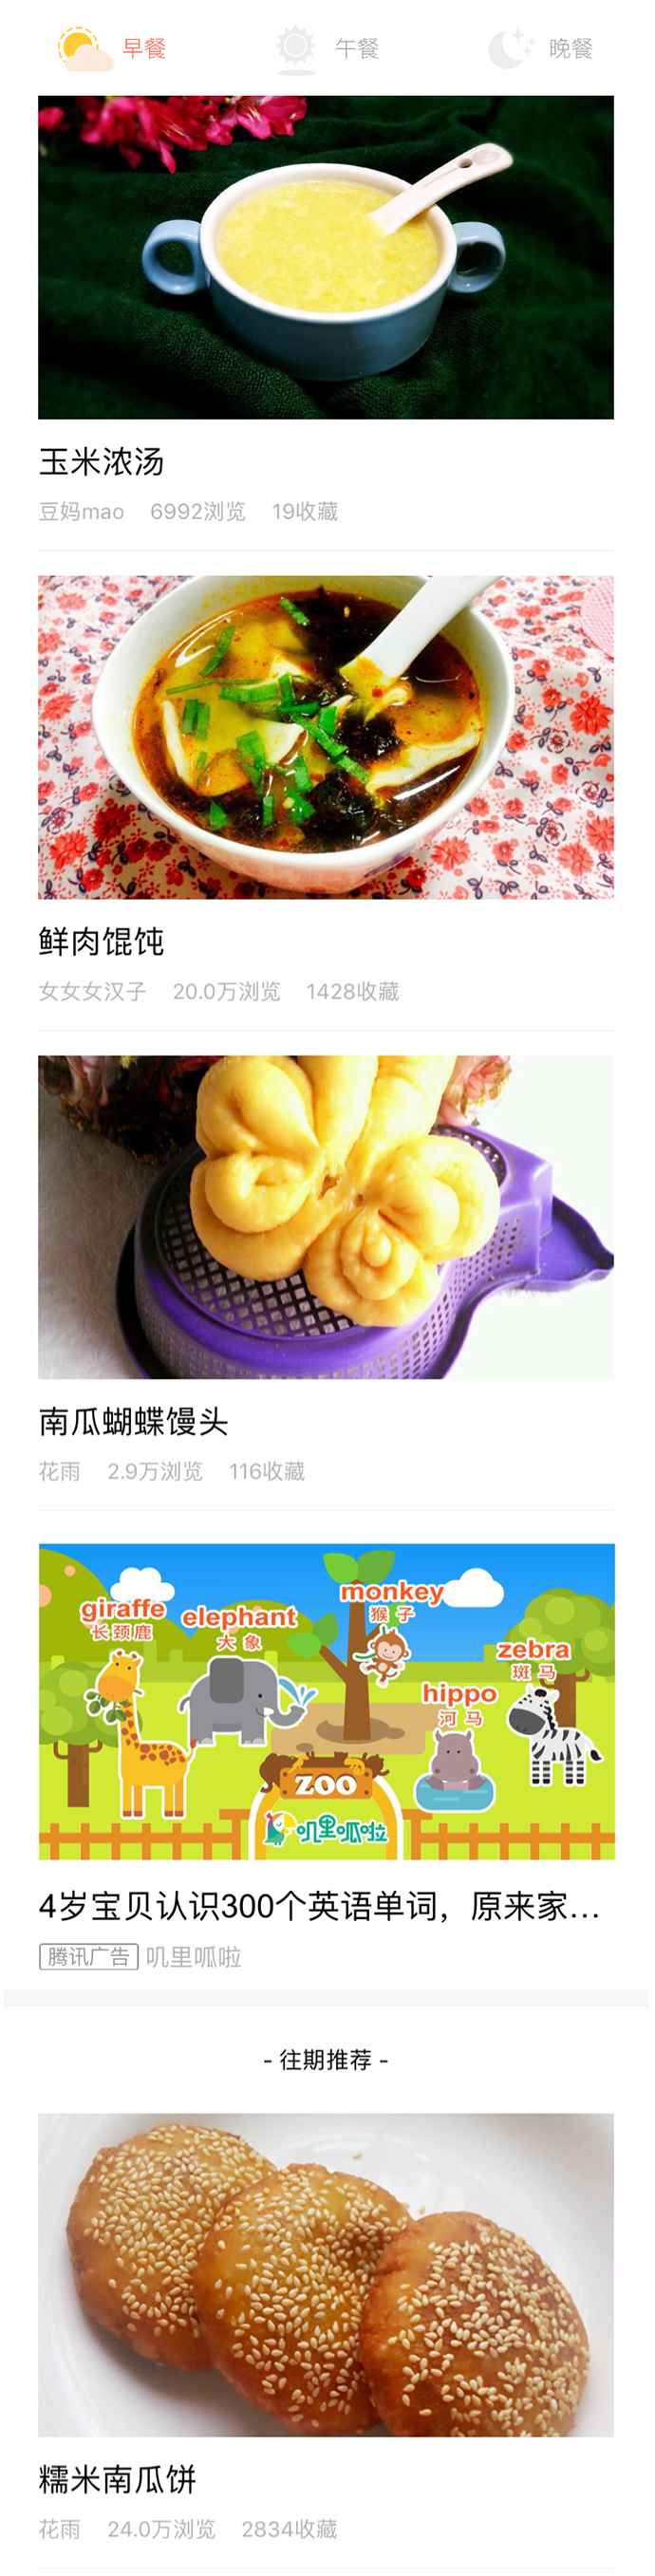 早餐 午餐 晚餐
玉米浓汤
豆妈mao 6992浏览 19收藏
鲜肉馄饨
女女女汉子 20.0万浏览 1428收藏
南瓜蝴蝶馒头
花雨 2.9万浏览 116收藏
monkey
猴子
giraffe
长颈鹿
elephant
大象
zebra
斑马
hippo
河马
ZOO
叽里呱啦
4岁宝贝认识300个英语单词，原来家...
腾讯广告 叽里呱啦
- 往期推荐 -
糯米南瓜饼
花雨 24.0万浏览 2834收藏